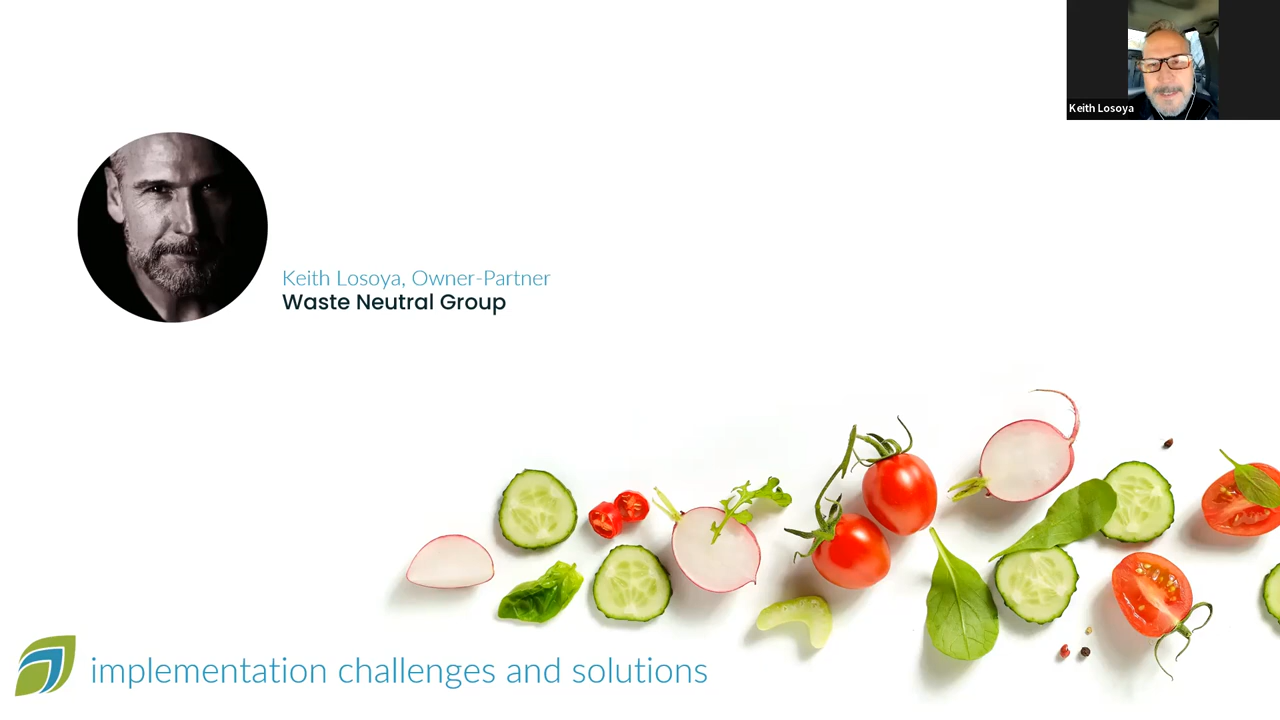 Keith Losoya
Keith Losoya, Owner-Partner
Waste Neutral Group
implementation challenges and solutions